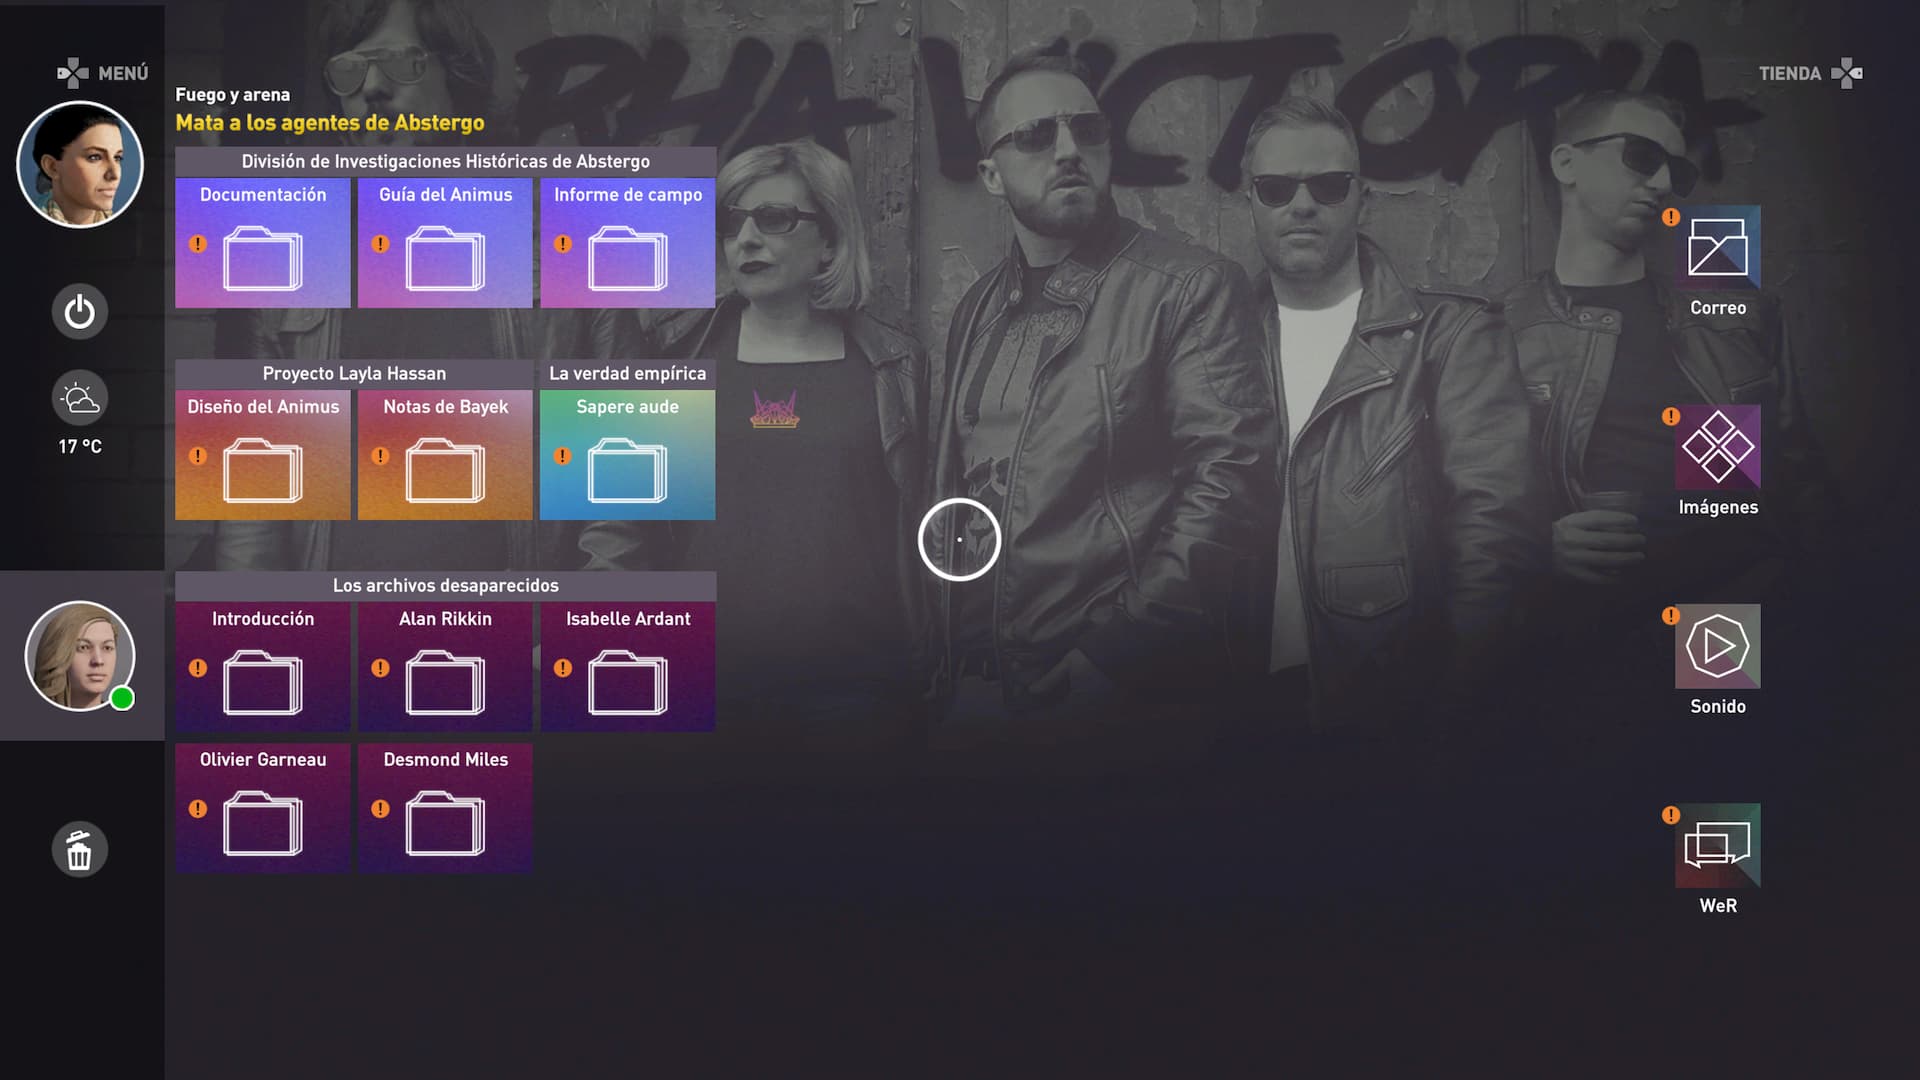 MENÚ
TIENDA
Fuego y arena
Mata a los agentes de Abstergo
División de Investigaciones Históricas de Abstergo
Documentación
Guía del Animus
Informe de campo
Correo
Proyecto Layla Hassan
La verdad empírica
Diseño del Animus
Notas de Bayek
Sapere aude
17 °C
Imágenes
Los archivos desaparecidos
Introducción
Alan Rikkin
Isabelle Ardant
Sonido
Olivier Garneau
Desmond Miles
WeR